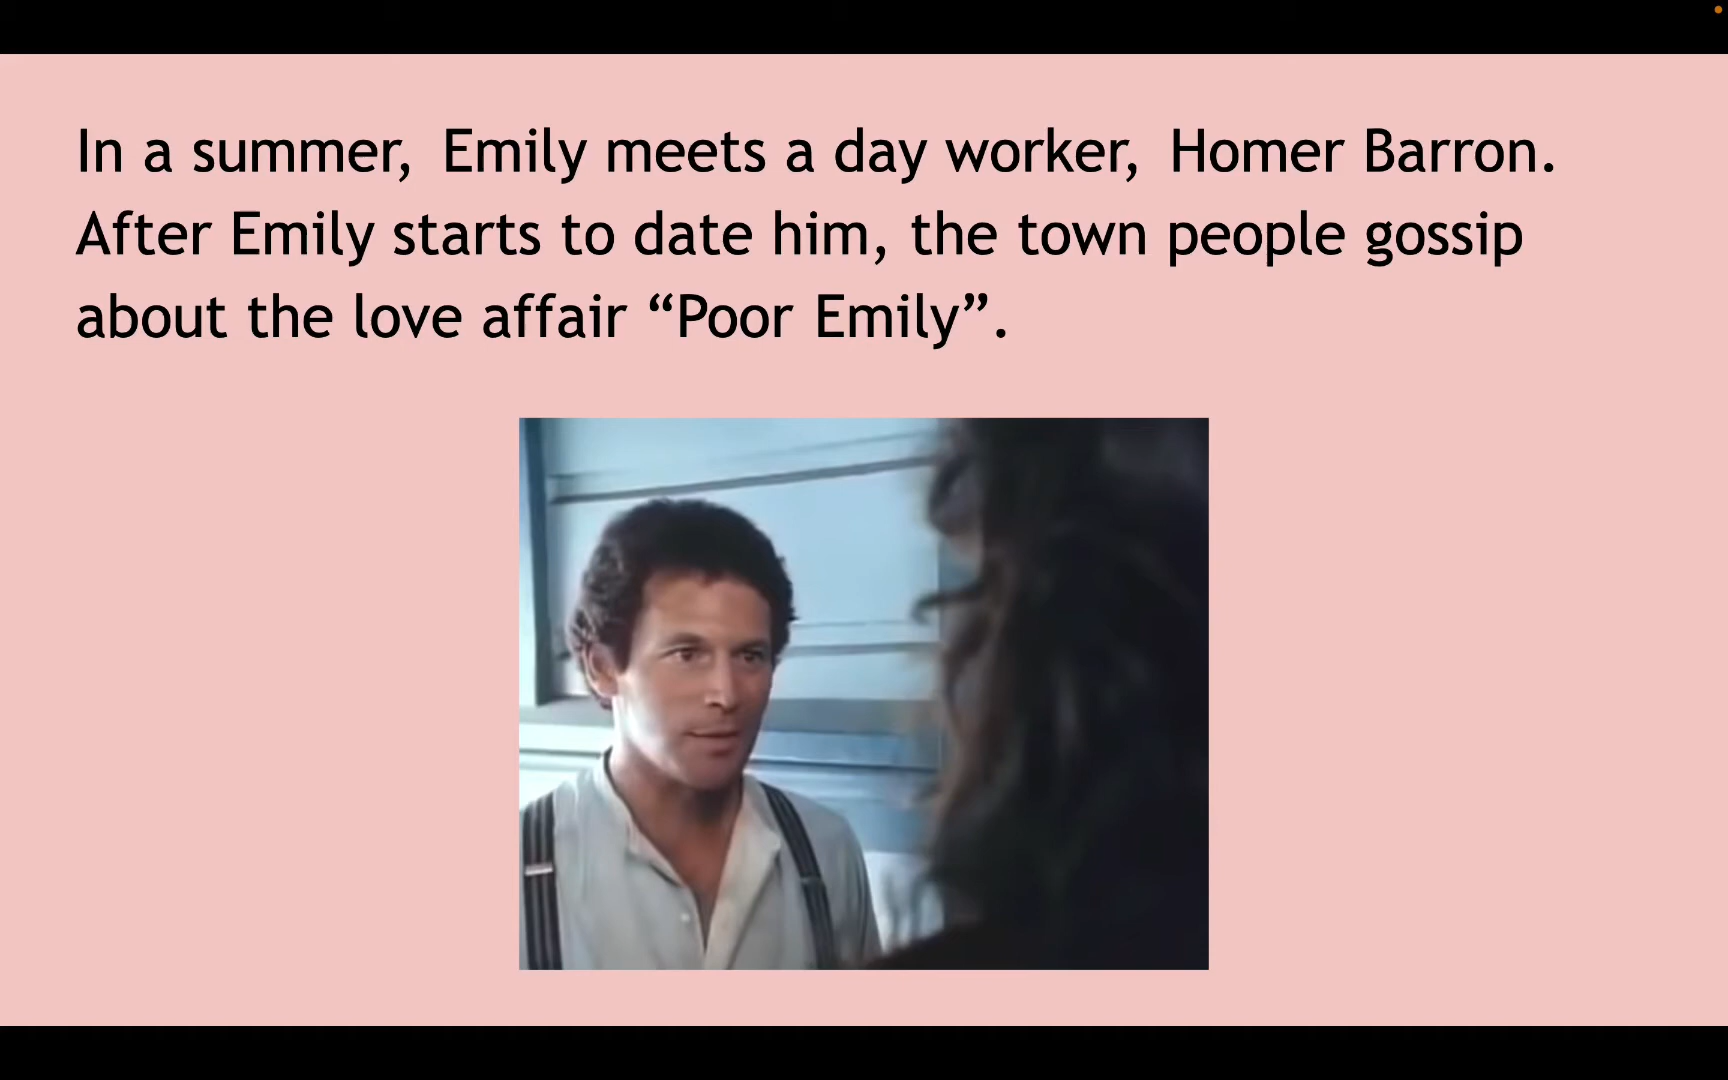 In a summer, Emily meets a day worker, Homer Barron.
After Emily starts to date him, the town people gossip
about the love affair “Poor Emily”.